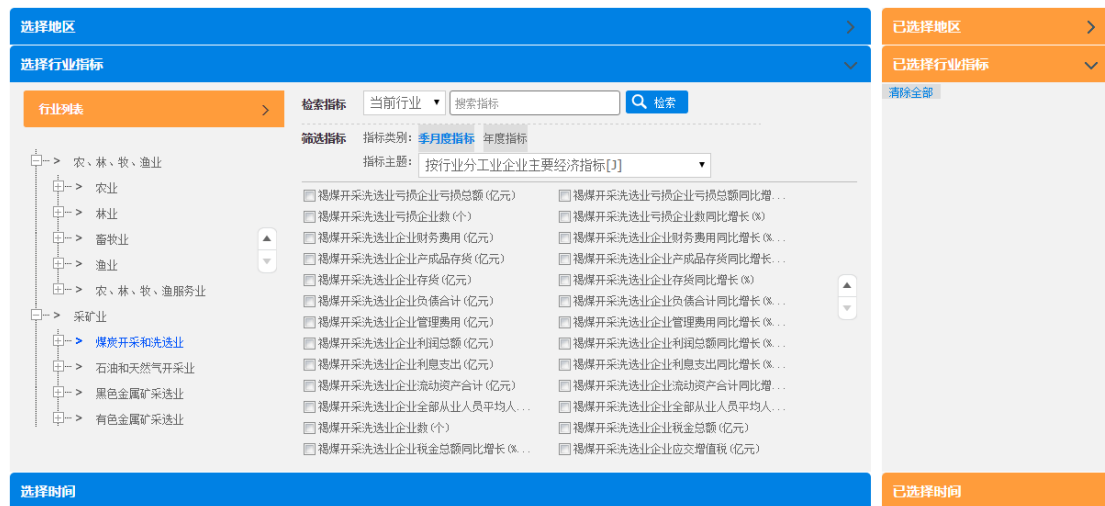 选择地区
已选择地区
选择行业指标
已选择行业指标
清除全部
行业列表
检索指标 当前行业 搜索指标 检索
筛选指标 指标类别: 季月度指标 年度指标
指标主题: 按行业分工业企业主要经济指标[J]
农、林、牧、渔业
农业
林业
畜牧业
渔业
农、林、牧、渔服务业
采矿业
煤炭开采和洗选业
石油和天然气开采业
黑色金属矿采选业
有色金属矿采选业
褐煤开采洗选业亏损企业亏损总额(亿元) 褐煤开采洗选业亏损企业亏损总额同比增...
褐煤开采洗选业亏损企业数(个) 褐煤开采洗选业亏损企业数同比增长(%)
褐煤开采洗选业企业财务费用(亿元) 褐煤开采洗选业企业财务费用同比增长(%...
褐煤开采洗选业企业产成品存货(亿元) 褐煤开采洗选业企业产成品存货同比增长...
褐煤开采洗选业企业存货(亿元) 褐煤开采洗选业企业存货同比增长(%)
褐煤开采洗选业企业负债合计(亿元) 褐煤开采洗选业企业负债合计同比增长(%...
褐煤开采洗选业企业管理费用(亿元) 褐煤开采洗选业企业管理费用同比增长(%...
褐煤开采洗选业企业利润总额(亿元) 褐煤开采洗选业企业利润总额同比增长(%...
褐煤开采洗选业企业利息支出(亿元) 褐煤开采洗选业企业利息支出同比增长(%...
褐煤开采洗选业企业流动资产合计(亿元) 褐煤开采洗选业企业流动资产合计同比增...
褐煤开采洗选业企业全部从业人员平均人... 褐煤开采洗选业企业全部从业人员平均人...
褐煤开采洗选业企业数(个) 褐煤开采洗选业企业税金总额(亿元)
褐煤开采洗选业企业税金总额同比增长(%... 褐煤开采洗选业企业应交增值税(亿元)
选择时间
已选择时间